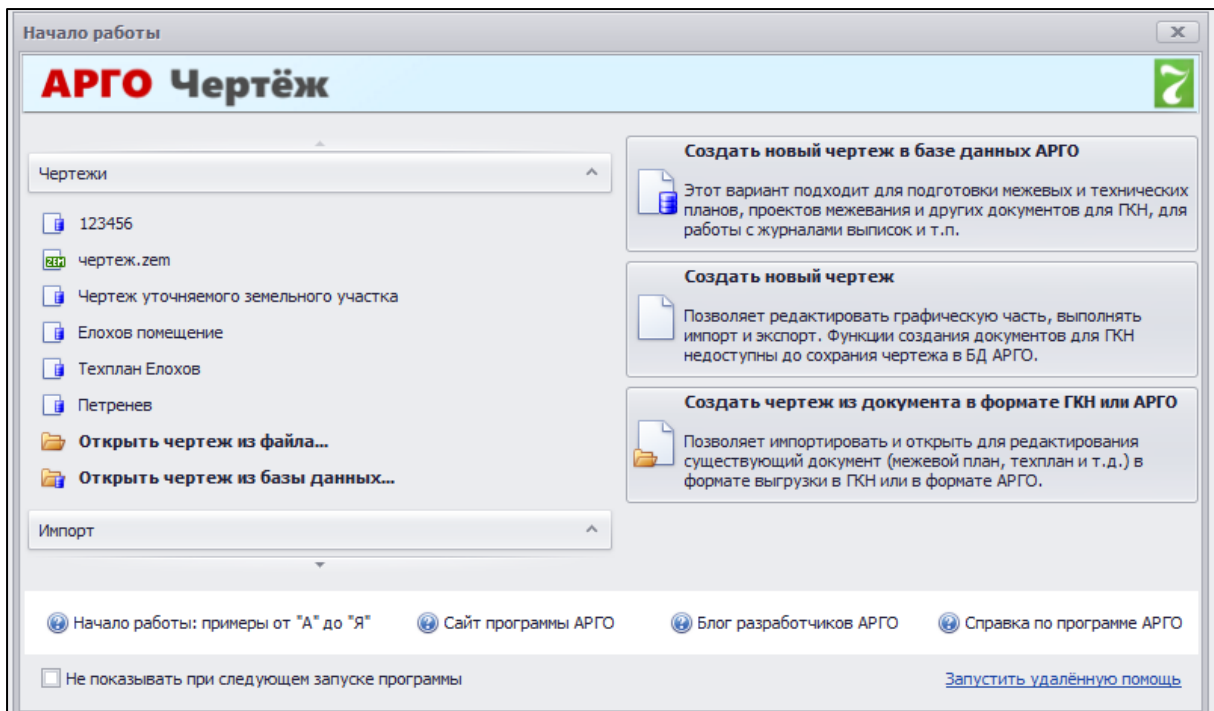 Начало работы
АРГО Чертёж
7
Чертежи
123456
чертеж.zem
Чертеж уточняемого земельного участка
Елохов помещение
Техплан Елохов
Петренев
Открыть чертеж из файла...
Открыть чертеж из базы данных...
Импорт
Создать новый чертеж в базе данных АРГО
Этот вариант подходит для подготовки межевых и технических
планов, проектов межевания и других документов для ГКН, для
работы с журналами выписок и т.п.
Создать новый чертеж
Позволяет редактировать графическую часть, выполнять
импорт и экспорт. Функции создания документов для ГКН
недоступны до сохрания чертежа в БД АРГО.
Создать чертеж из документа в формате ГКН или АРГО
Позволяет импортировать и открыть для редактирования
существующий документ (межевой план, техплан и т.д.) в
формате выгрузки в ГКН или в формате АРГО.
Начало работы: примеры от "А" до "Я"
Сайт программы АРГО
Блог разработчиков АРГО
Справка по программе АРГО
Не показывать при следующем запуске программы
Запустить удалённую помощь